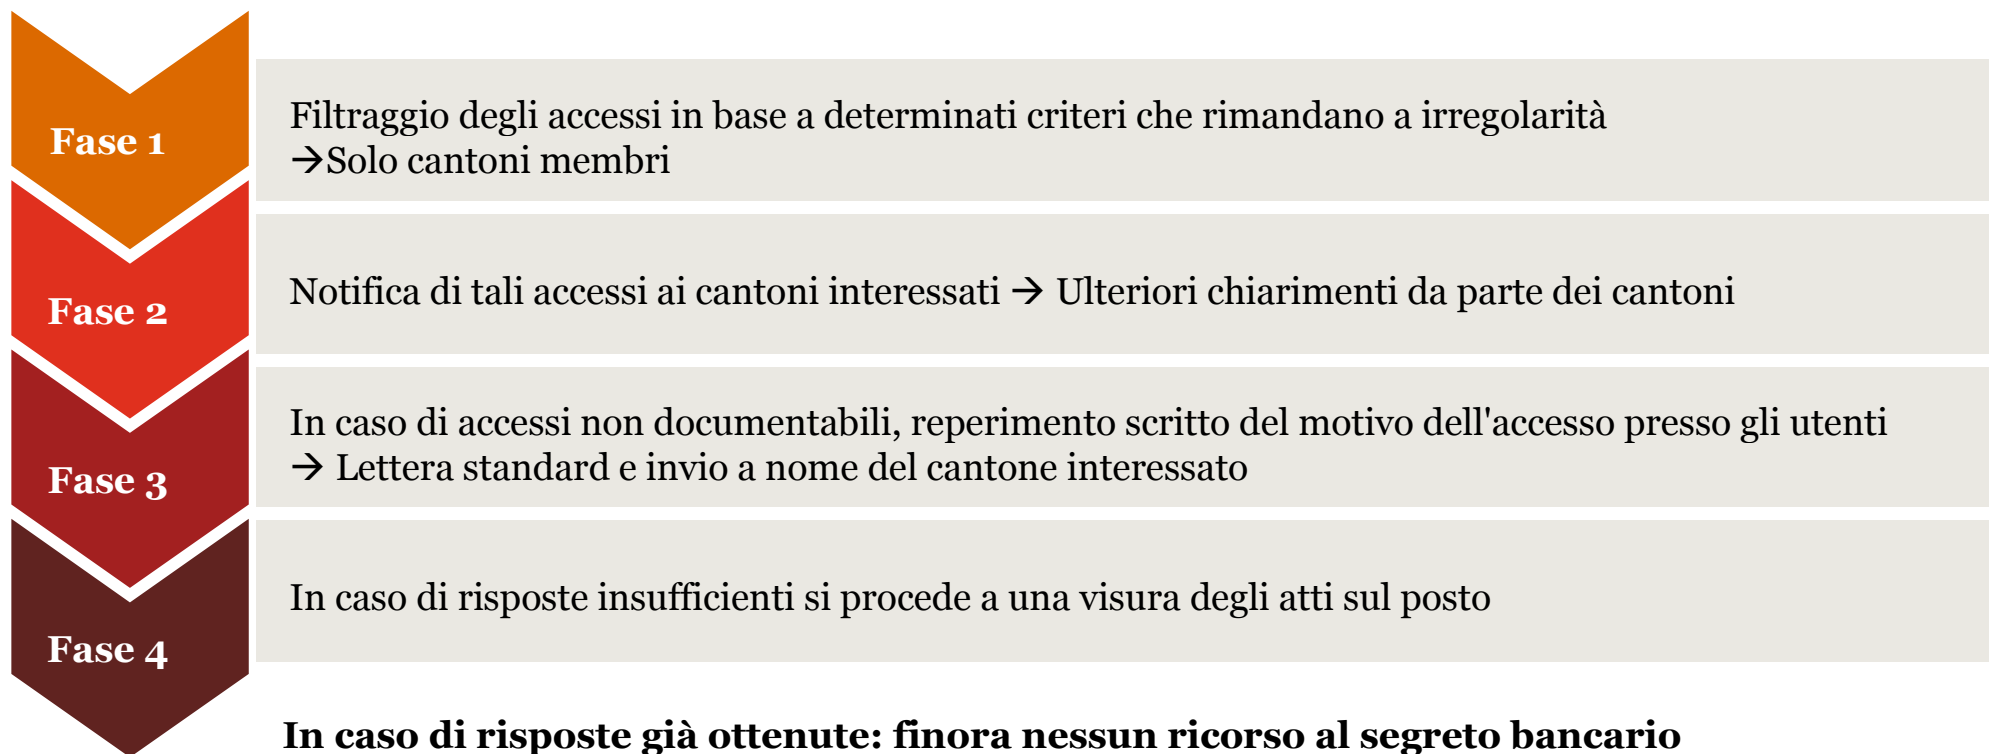 Fase 1
Filtraggio degli accessi in base a determinati criteri che rimandano a irregolarità
→Solo cantoni membri
Fase 2
Notifica di tali accessi ai cantoni interessati → Ulteriori chiarimenti da parte dei cantoni
Fase 3
In caso di accessi non documentabili, reperimento scritto del motivo dell'accesso presso gli utenti
→ Lettera standard e invio a nome del cantone interessato
Fase 4
In caso di risposte insufficienti si procede a una visura degli atti sul posto
In caso di risposte già ottenute: finora nessun ricorso al segreto bancario